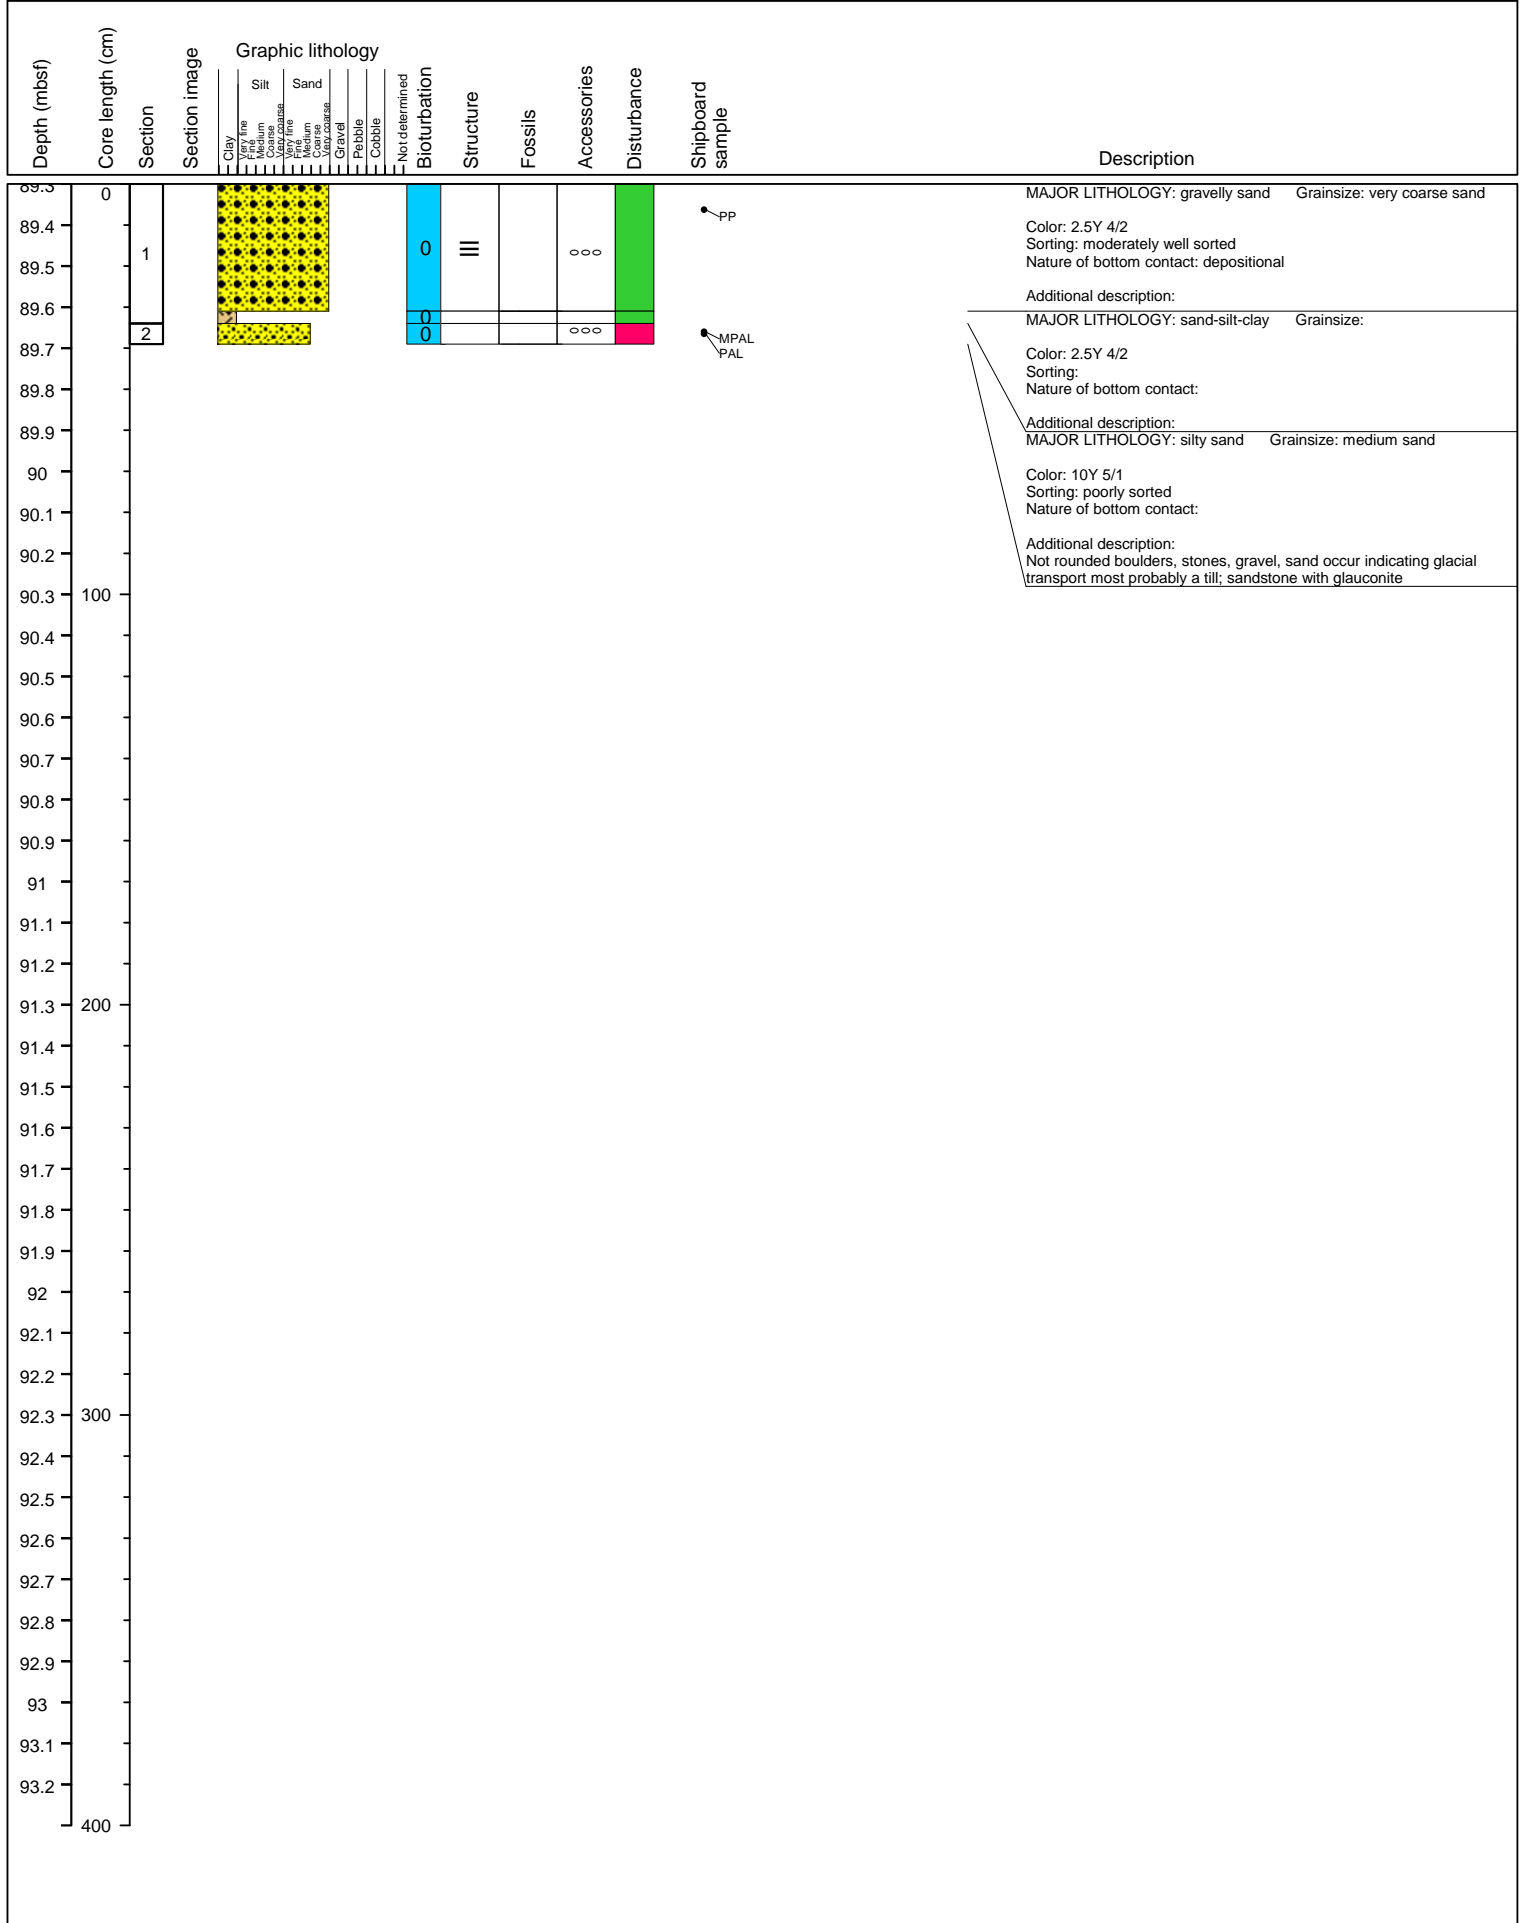 Depth (mbsf)
Core length (cm)
Section
Section image
Graphic lithology
Clay
Silt
Very fine
Fine
Medium
Coarse
Very coarse
Sand
Very fine
Fine
Medium
Coarse
Very coarse
Gravel
Pebble
Cobble
Not determined
Bioturbation
Structure
Fossils
Accessories
Disturbance
Shipboard
sample
Description
89.3
89.4
89.5
89.6
89.7
89.8
89.9
90
90.1
90.2
90.3
90.4
90.5
90.6
90.7
90.8
90.9
91
91.1
91.2
91.3
91.4
91.5
91.6
91.7
91.8
91.9
92
92.1
92.2
92.3
92.4
92.5
92.6
92.7
92.8
92.9
93
93.1
93.2
0
100
200
300
400
1
2
0
0
0
PP
MPAL
PAL
MAJOR LITHOLOGY: gravelly sand Grainsize: very coarse sand
Color: 2.5Y 4/2
Sorting: moderately well sorted
Nature of bottom contact: depositional
Additional description:
MAJOR LITHOLOGY: sand-silt-clay Grainsize:
Color: 2.5Y 4/2
Sorting:
Nature of bottom contact:
Additional description:
MAJOR LITHOLOGY: silty sand Grainsize: medium sand
Color: 10Y 5/1
Sorting: poorly sorted
Nature of bottom contact:
Additional description:
Not rounded boulders, stones, gravel, sand occur indicating glacial
transport most probably a till; sandstone with glauconite